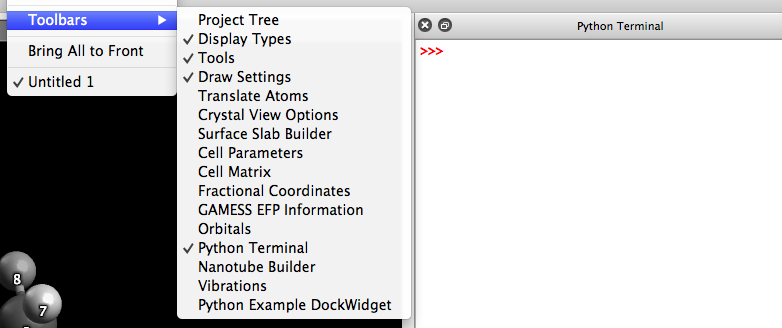 Toolbars
Bring All to Front
Untitled 1
Project Tree
Display Types
Tools
Draw Settings
Translate Atoms
Crystal View Options
Surface Slab Builder
Cell Parameters
Cell Matrix
Fractional Coordinates
GAMESS EFP Information
Orbitals
Python Terminal
Nanotube Builder
Vibrations
Python Example DockWidget
Python Terminal
>>>
8
7